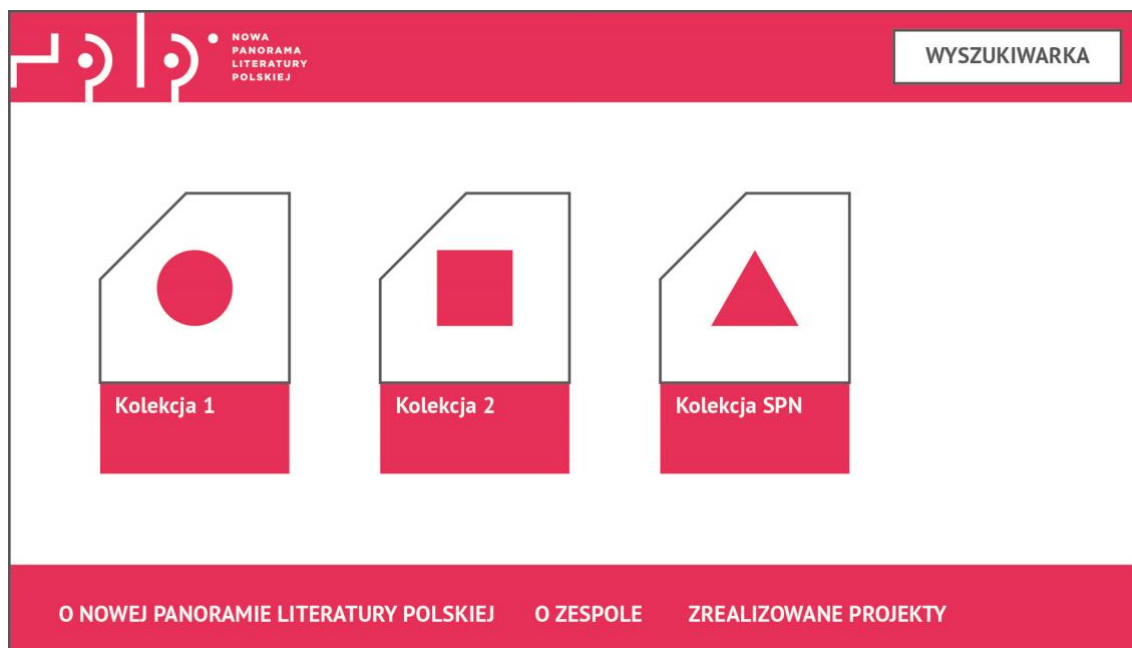 NOWA
PANORAMA
LITERATURY
POLSKIEJ
WYSZUKIWARKA
Kolekcja 1
Kolekcja 2
Kolekcja SPN
O NOWEJ PANORAMIE LITERATURY POLSKIEJ
O ZESPOLE
ZREALIZOWANE PROJEKTY